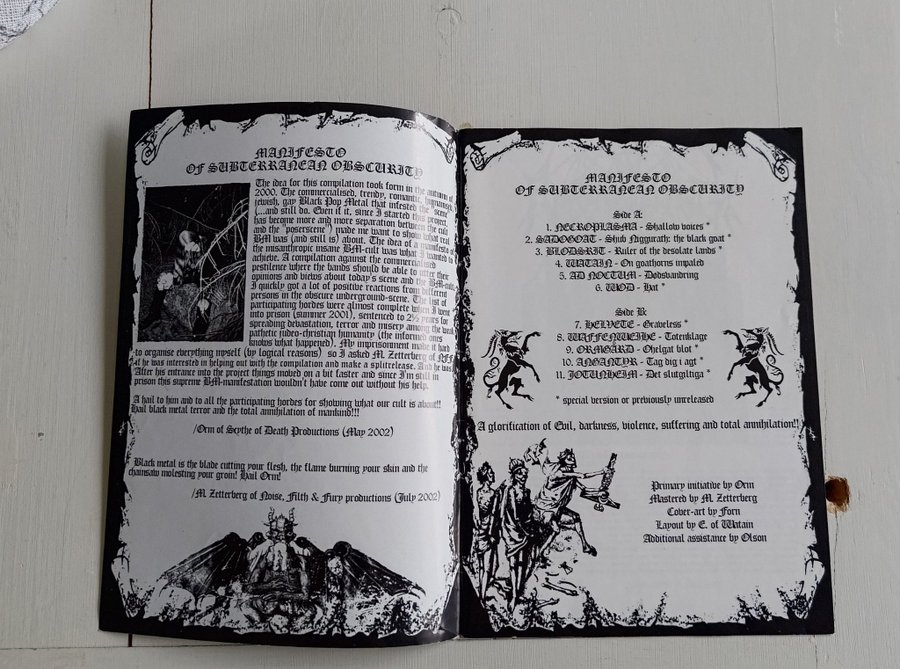 MANIFESTO
OF SUBTERRANEAN OBSCURITY
The idea for this compilation took form in the autumn of
2000. The commercialised, trendy, romantic, humanistic,
jewish, gay Black Pop Metal that infested the "scene"
(...and still do. Even if it, since I started this project,
has become more and more separation between the cult
and the "poserscene") made me want to show what real
BM was (and still is) about. The idea of a manifesto of
the misanthropic insane BM-cult was what I wanted to
achieve. A compilation against the commercialised
pestilence where the bands should be able to utter their
opinions and views about today's scene and the BM-cult.
I quickly got a lot of positive reactions from different
persons in the obscure underground-scene. The list of
participating hordes were almost complete when I went
into prison (summer 2001), sentenced to 2½ years for
spreading devastation, terror and misery among the weak
pathetic judeo-christian humanity (the informed ones
knows what happened). My imprisonment made it hard
to organise everything myself (by logical reasons) so I asked M. Zetterberg of NFF
if he was interested in helping out with the compilation and make a splitrelease. And he was.
After his entrance into the project things moved on a bit faster and since I'm still in
prison this supreme BM-manifestation wouldn't have come out without his help.
A hail to him and to all the participating hordes for showing what our cult is about!!!
Hail black metal terror and the total annihilation of mankind!!!
/Orm of Scythe of Death Productions (May 2002)
Black metal is the blade cutting your flesh, the flame burning your skin and the
chainsaw molesting your groin! Hail Orm!
/M. Zetterberg of Noise, Filth & Fury productions (July 2002)
MANIFESTO
OF SUBTERRANEAN OBSCURITY
Side A:
1. NECROPLASMA - Shallow voices *
2. SADOGOAT - Shub Niggurath: the black goat *
3. BLODSRIT - Ruler of the desolate lands *
4. WATAIN - On goathorns impaled
5. AD NOCTUM - Dødsvandring
6. WOD - Hat *
Side B:
7. HELVETE - Graveless *
8. WAFFENWEIHE - Totenklage
9. ORMGARD - Ohelgat blot *
10. ANGANTYR - Tag dig i agt *
11. JOTUNHEIM - Det slutgiltiga *
* special version or previously unreleased
A glorification of Evil, darkness, violence, suffering and total annihilation!!
Primary initiative by Orm
Mastered by M. Zetterberg
Cover-art by Forn
Layout by E. of Watain
Additional assistance by Olson